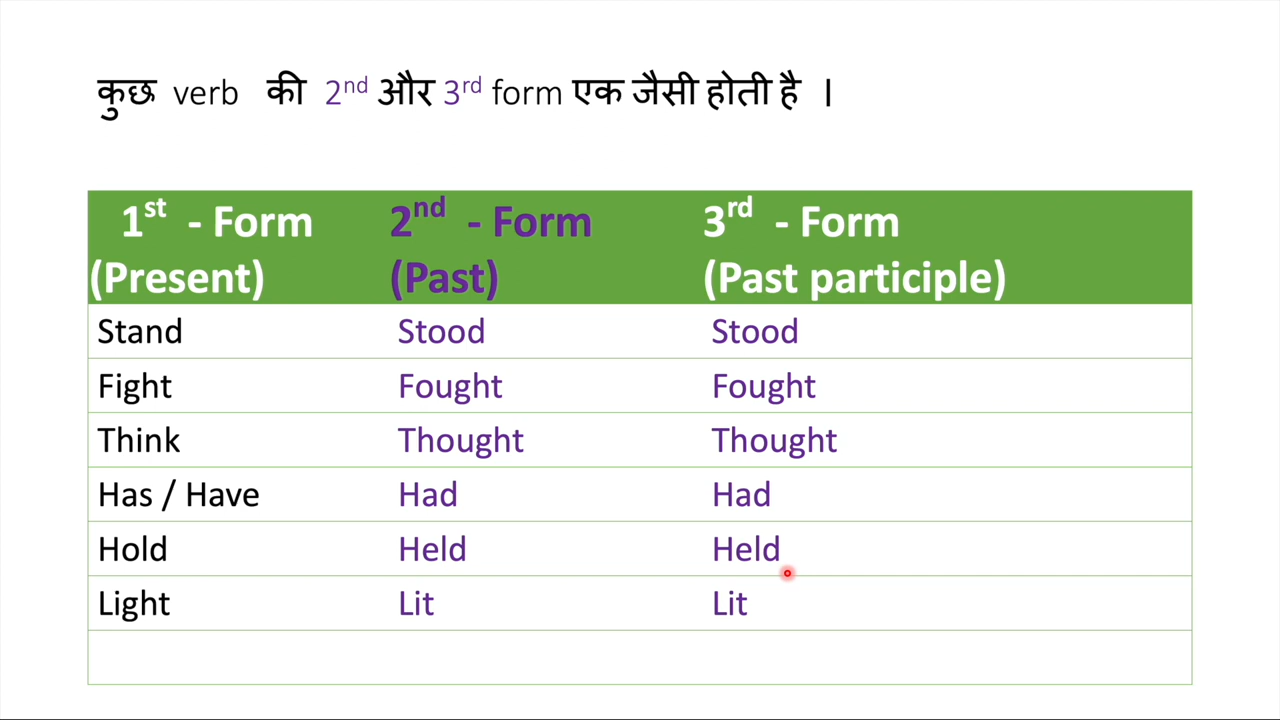 कुछ verb की 2nd और 3rd form एक जैसी होती है ।
1st - Form (Present) 2nd - Form (Past) 3rd - Form (Past participle)
Stand Stood Stood
Fight Fought Fought
Think Thought Thought
Has / Have Had Had
Hold Held Held
Light Lit Lit